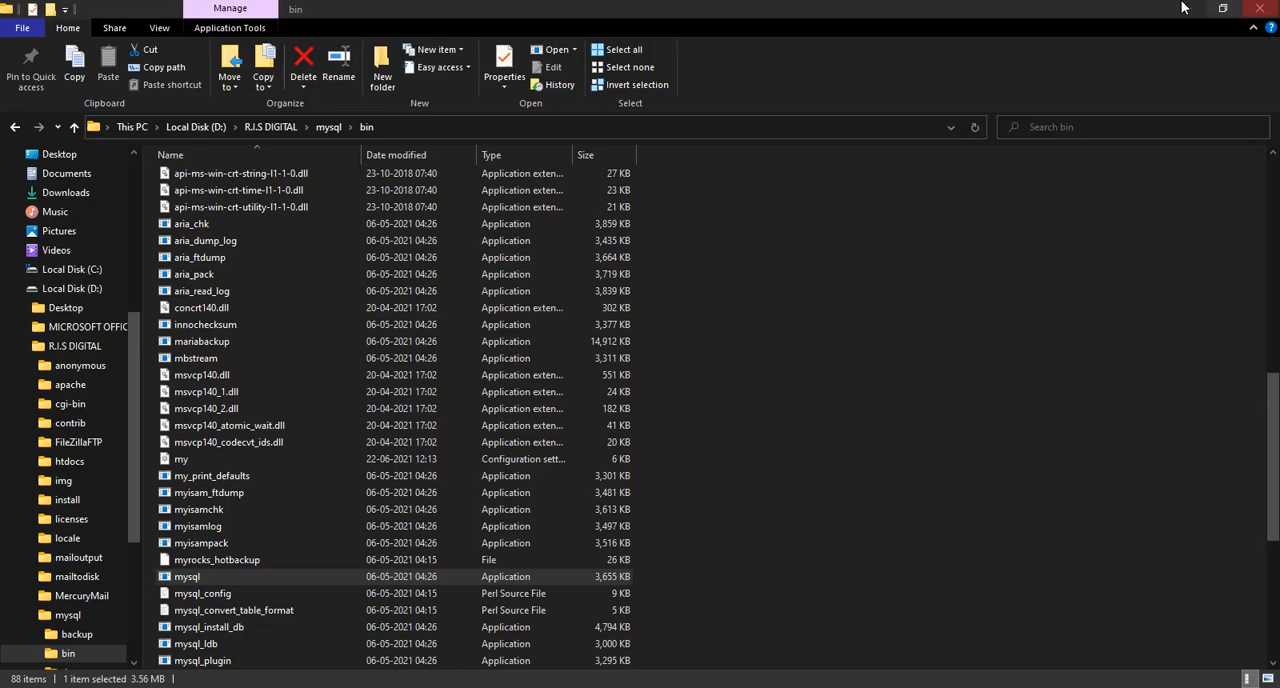 Manage
bin
File
Home
Share
View
Application Tools
Pin to Quick access
Copy
Paste
Cut
Copy path
Paste shortcut
Clipboard
Move to
Copy to
Delete
Rename
Organize
New folder
New item
Easy access
New
Properties
Open
Edit
History
Open
Select all
Select none
Invert selection
Select
This PC
Local Disk (D:)
R.I.S DIGITAL
mysql
bin
Search bin
Desktop
Documents
Downloads
Music
Pictures
Videos
Local Disk (C:)
Local Disk (D:)
Desktop
MICROSOFT OFFIC
R.I.S DIGITAL
anonymous
apache
cgi-bin
contrib
FileZillaFTP
htdocs
img
install
licenses
locale
mailoutput
mailtodisk
MercuryMail
mysql
backup
bin
Name Date modified Type Size
api-ms-win-crt-string-l1-1-0.dll 23-10-2018 07:40 Application exten... 27 KB
api-ms-win-crt-time-l1-1-0.dll 23-10-2018 07:40 Application exten... 23 KB
api-ms-win-crt-utility-l1-1-0.dll 23-10-2018 07:40 Application exten... 21 KB
aria_chk 06-05-2021 04:26 Application 3,859 KB
aria_dump_log 06-05-2021 04:26 Application 3,435 KB
aria_ftdump 06-05-2021 04:26 Application 3,664 KB
aria_pack 06-05-2021 04:26 Application 3,719 KB
aria_read_log 06-05-2021 04:26 Application 3,839 KB
concrt140.dll 20-04-2021 17:02 Application exten... 302 KB
innochecksum 06-05-2021 04:26 Application 3,377 KB
mariabackup 06-05-2021 04:26 Application 14,912 KB
mbstream 06-05-2021 04:26 Application 3,311 KB
msvcp140.dll 20-04-2021 17:02 Application exten... 551 KB
msvcp140_1.dll 20-04-2021 17:02 Application exten... 24 KB
msvcp140_2.dll 20-04-2021 17:02 Application exten... 182 KB
msvcp140_atomic_wait.dll 20-04-2021 17:02 Application exten... 41 KB
msvcp140_codecvt_ids.dll 20-04-2021 17:02 Application exten... 20 KB
my 22-06-2021 12:13 Configuration sett... 6 KB
my_print_defaults 06-05-2021 04:26 Application 3,301 KB
myisam_ftdump 06-05-2021 04:26 Application 3,481 KB
myisamchk 06-05-2021 04:26 Application 3,613 KB
myisamlog 06-05-2021 04:26 Application 3,497 KB
myisampack 06-05-2021 04:26 Application 3,516 KB
myrocks_hotbackup 06-05-2021 04:15 File 26 KB
mysql 06-05-2021 04:26 Application 3,655 KB
mysql_config 06-05-2021 04:15 Perl Source File 9 KB
mysql_convert_table_format 06-05-2021 04:15 Perl Source File 5 KB
mysql_install_db 06-05-2021 04:26 Application 4,794 KB
mysql_ldb 06-05-2021 04:26 Application 3,000 KB
mysql_plugin 06-05-2021 04:26 Application 3,295 KB
88 items 1 item selected 3.56 MB